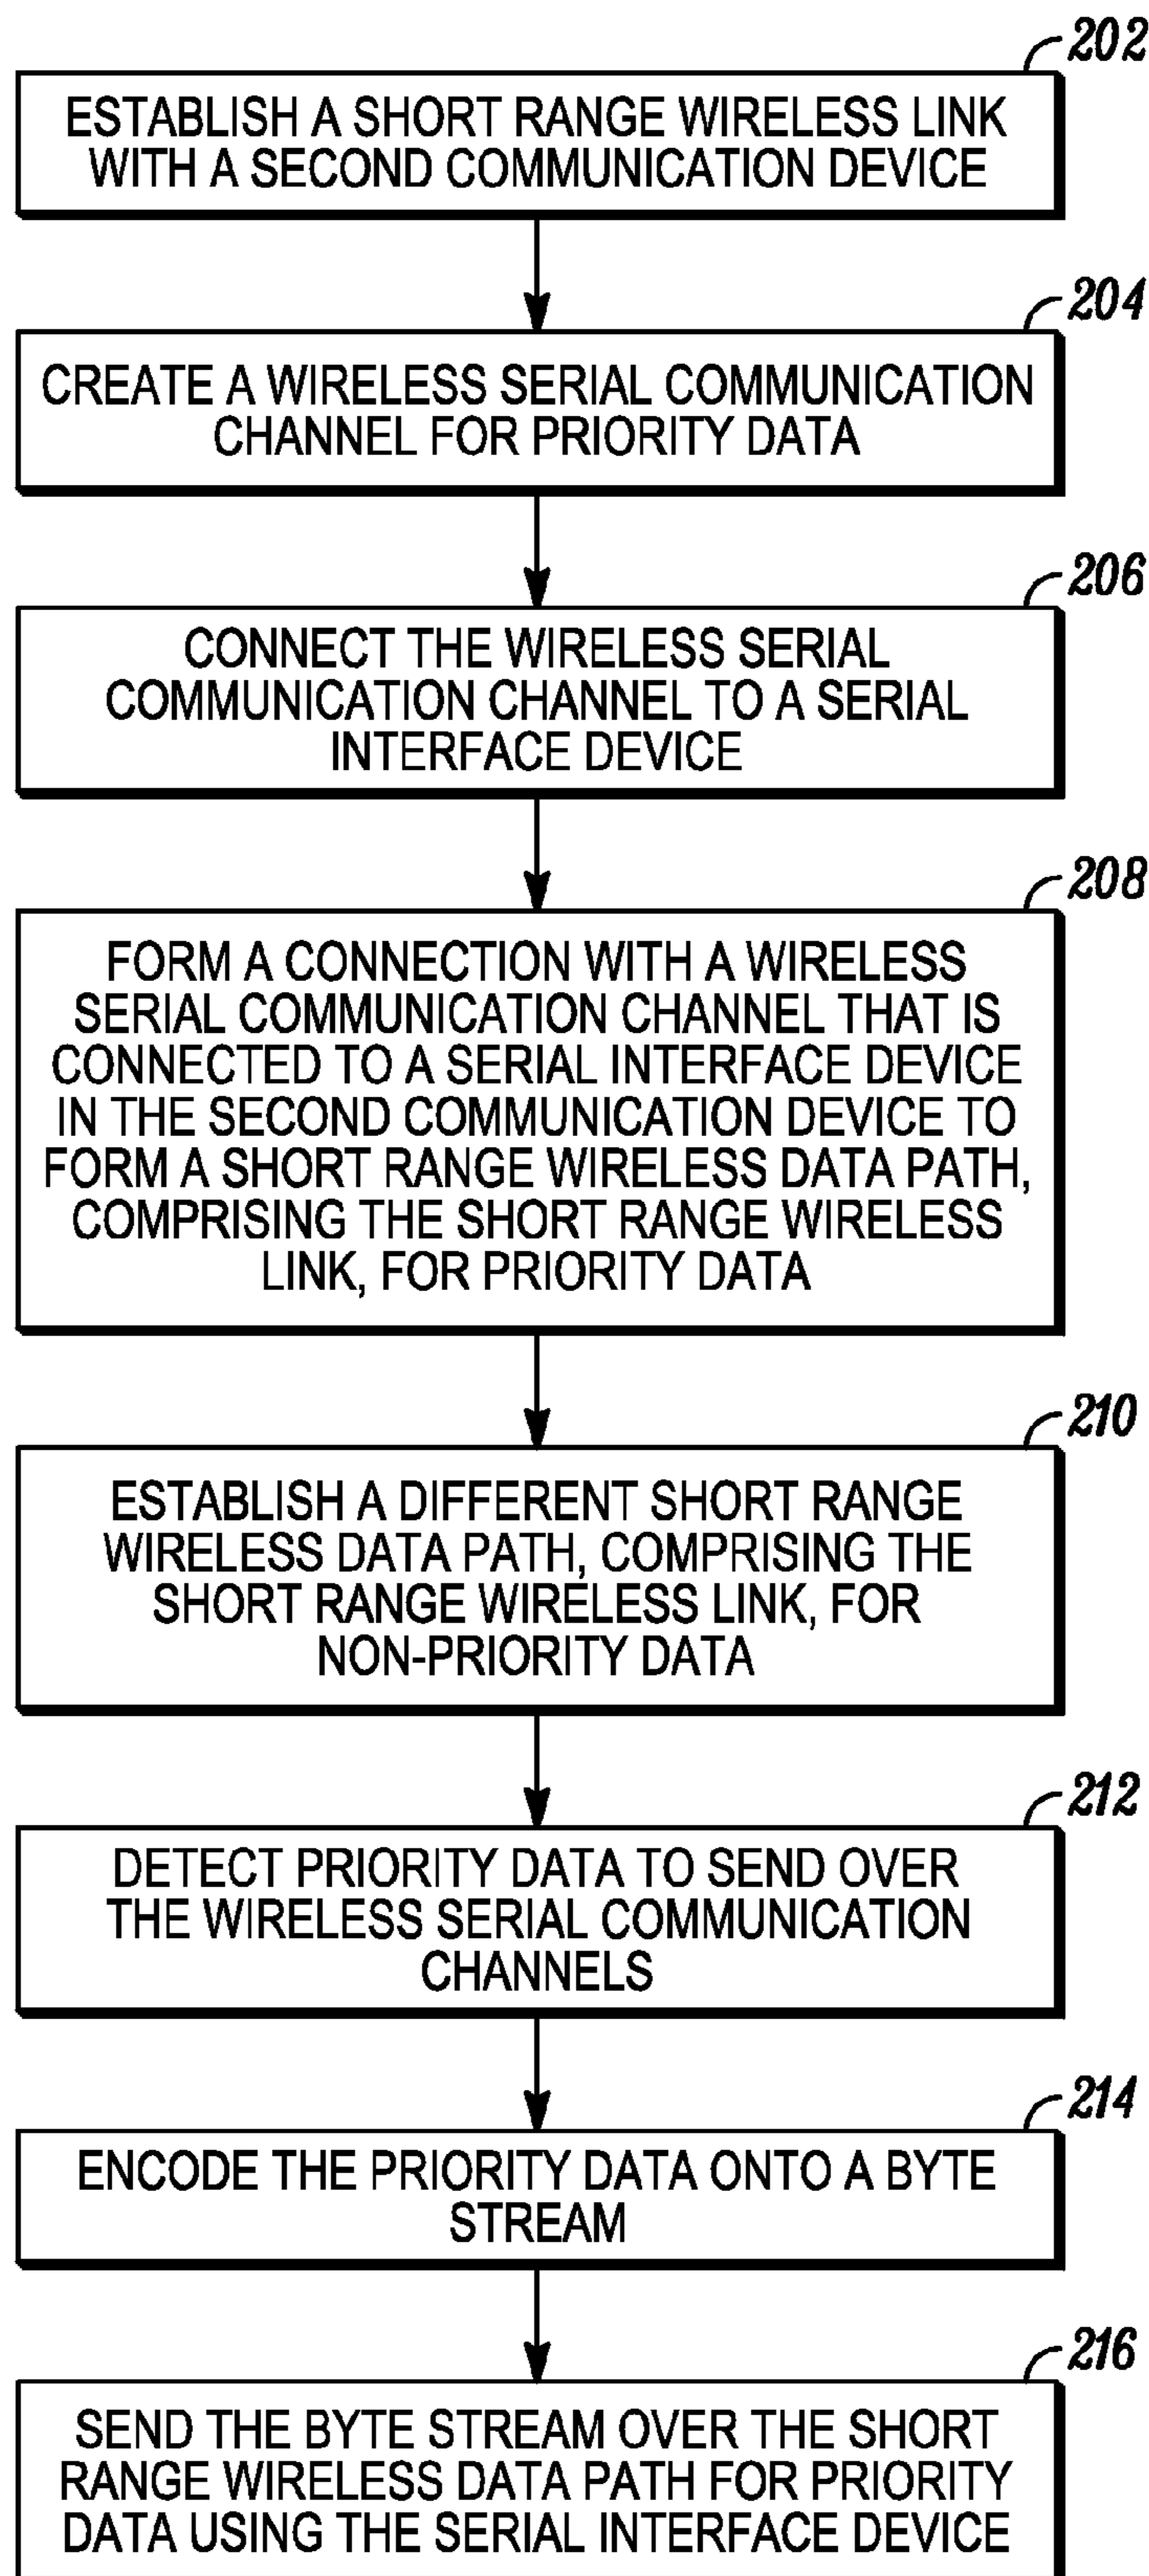 202
ESTABLISH A SHORT RANGE WIRELESS LINK
WITH A SECOND COMMUNICATION DEVICE
204
CREATE A WIRELESS SERIAL COMMUNICATION
CHANNEL FOR PRIORITY DATA
206
CONNECT THE WIRELESS SERIAL
COMMUNICATION CHANNEL TO A SERIAL
INTERFACE DEVICE
208
FORM A CONNECTION WITH A WIRELESS
SERIAL COMMUNICATION CHANNEL THAT IS
CONNECTED TO A SERIAL INTERFACE DEVICE
IN THE SECOND COMMUNICATION DEVICE TO
FORM A SHORT RANGE WIRELESS DATA PATH,
COMPRISING THE SHORT RANGE WIRELESS
LINK, FOR PRIORITY DATA
210
ESTABLISH A DIFFERENT SHORT RANGE
WIRELESS DATA PATH, COMPRISING THE
SHORT RANGE WIRELESS LINK, FOR
NON-PRIORITY DATA
212
DETECT PRIORITY DATA TO SEND OVER
THE WIRELESS SERIAL COMMUNICATION
CHANNELS
214
ENCODE THE PRIORITY DATA ONTO A BYTE
STREAM
216
SEND THE BYTE STREAM OVER THE SHORT
RANGE WIRELESS DATA PATH FOR PRIORITY
DATA USING THE SERIAL INTERFACE DEVICE